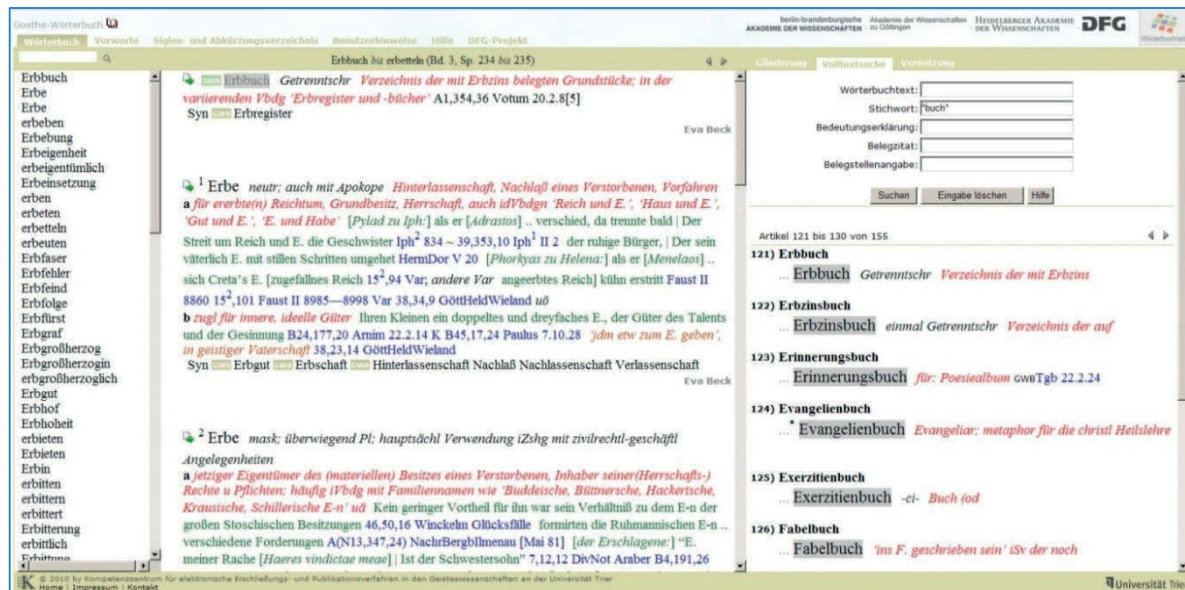 Goethe-Wörterbuch
berlin-brandenburgische AKADEMIE DER WISSENSCHAFTEN
Akademie der Wissenschaften zu Göttingen
HEIDELBERGER AKADEMIE DER WISSENSCHAFTEN
DFG
Wörterbuch Vorworte Siglen- und Abkürzungsverzeichnis Benutzerhinweise Hilfe DFG-Projekt
Erbbuch bis erbetteln (Bd. 3, Sp. 234 bis 235)
Erbbuch
Erbe
Erbe
erbeben
Erbebung
Erbeigenheit
erbeigentümlich
Erbeinsetzung
erben
erbeten
erbetteln
erbeuten
Erbfaser
Erbfehler
Erbfeind
Erbfolge
Erbfürst
Erbgraf
Erbgroßherzog
Erbgroßherzogin
erbgroßherzoglich
Erbgut
Erbhof
Erbhoheit
erbieten
Erbieten
Erbin
erbitten
erbittern
erbittert
Erbitterung
erbittlich
Erbittung
GWB Erbbuch Getrenntschr Verzeichnis der mit Erbzins belegten Grundstücke; in der
variierenden Vbdg 'Erbregister und -bücher' A1,354,36 Votum 20.2.8[5]
Syn GWB Erbregister
Eva Beck
1 Erbe neutr; auch mit Apokope Hinterlassenschaft, Nachlaß eines Verstorbenen, Vorfahren
a für ererbte(n) Reichtum, Grundbesitz, Herrschaft, auch idVbdgn 'Reich und E.', 'Haus und E.',
'Gut und E.', 'E. und Habe' [Pylad zu Iph:] als er [Adrastos] .. verschied, da trennte bald | Der
Streit um Reich und E. die Geschwister Iph2 834 ~ 39,353,10 Iph1 II 2 der ruhige Bürger, | Der sein
väterlich E. mit stillen Schritten umgehet HermDor V 20 [Phorkyas zu Helena:] als er [Menelaos] ..
sich Creta's E. [zugefallnes Reich 152,94 Var; andere Var angeerbtes Reich] kühn erstritt Faust II
8860 152,101 Faust II 8985—8998 Var 38,34,9 GöttHeldWieland uö
b zugl für innere, ideelle Güter Ihren Kleinen ein doppeltes und dreyfaches E., der Güter des Talents
und der Gesinnung B24,177,20 Arnim 22.2.14 K B45,17,24 Paulus 7.10.28 'jdm etw zum E. geben',
in geistiger Vaterschaft 38,23,14 GöttHeldWieland
Syn GWB Erbgut GWB Erbschaft GWB Hinterlassenschaft Nachlaß Nachlassenschaft Verlassenschaft
Eva Beck
2 Erbe mask; überwiegend Pl; hauptsächl Verwendung iZshg mit zivilrechtl-geschäftl
Angelegenheiten
a jetziger Eigentümer des (materiellen) Besitzes eines Verstorbenen, Inhaber seiner(Herrschafts-)
Rechte u Pflichten; häufig iVbdg mit Familiennamen wie 'Buddeische, Büttnersche, Hackertsche,
Krausische, Schillerische E-n' uä Kein geringer Vortheil für ihn war sein Verhältniß zu dem E-n der
großen Stoschischen Besitzungen 46,50,16 Winckelm Glücksfälle formirten die Ruhmannischen E-n ..
verschiedne Forderungen A(N13,347,24) NachrBergbIlmenau [Mai 81] [der Erschlagene:] "E.
meiner Rache [Haeres vindictae meae] | Ist der Schwestersohn" 7,12,12 DivNot Araber B4,191,26
Gliederung Volltextsuche Vernetzung
Wörterbuchtext:
Stichwort: *buch*
Bedeutungserklärung:
Belegzitat:
Belegstellenangabe:
Suchen Eingabe löschen Hilfe
Artikel 121 bis 130 von 155
121) Erbbuch
... Erbbuch Getrenntschr Verzeichnis der mit Erbzins
122) Erbzinsbuch
... Erbzinsbuch einmal Getrenntschr Verzeichnis der auf
123) Erinnerungsbuch
... Erinnerungsbuch für: Poesiealbum GWBTgb 22.2.24
124) Evangelienbuch
...* Evangelienbuch Evangeliar; metaphor für die christl Heilslehre
125) Exerzitienbuch
... Exerzitienbuch -ci- Buch (od
126) Fabelbuch
... Fabelbuch 'ins F. geschrieben sein' iSv der noch
© 2010 by Kompetenzzentrum für elektronische Erschließungs- und Publikationsverfahren in den Geisteswissenschaften an der Universität Trier
Home | Impressum | Kontakt
Universität Trier